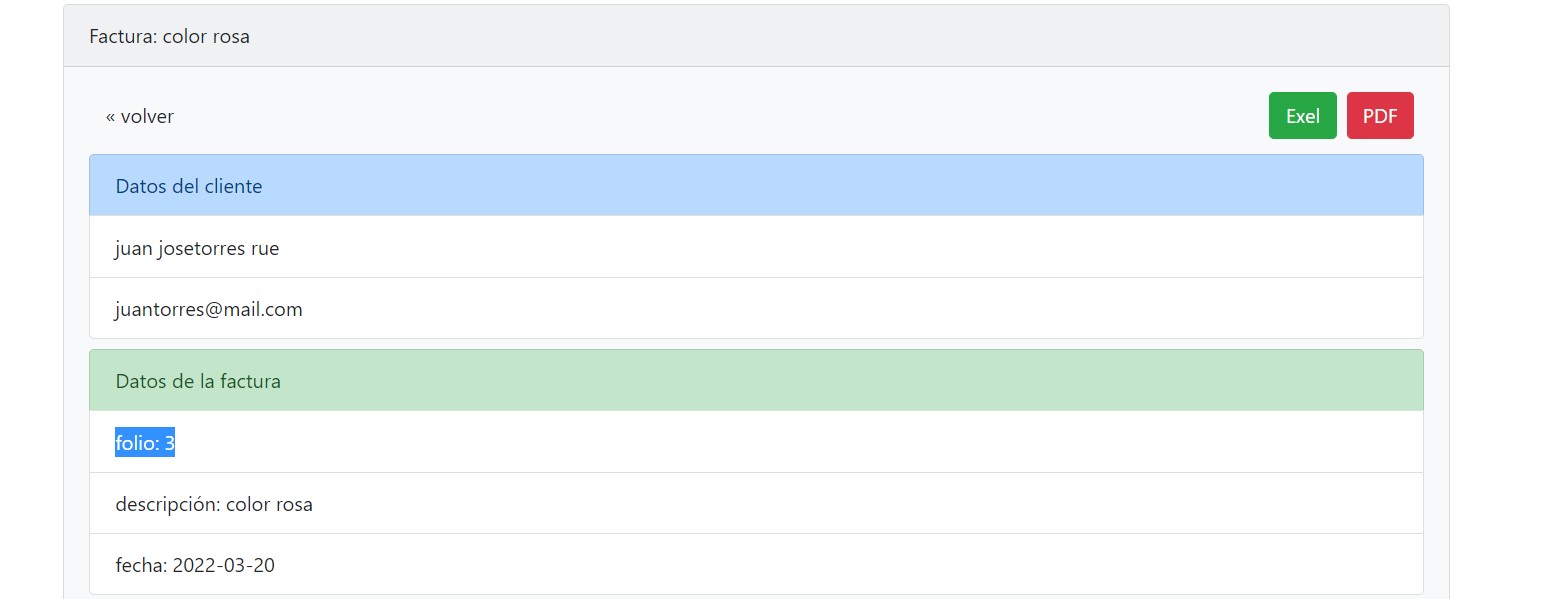 Factura: color rosa
« volver
Exel PDF
Datos del cliente
juan josetorres rue
juantorres@mail.com
Datos de la factura
folio: 3
descripción: color rosa
fecha: 2022-03-20